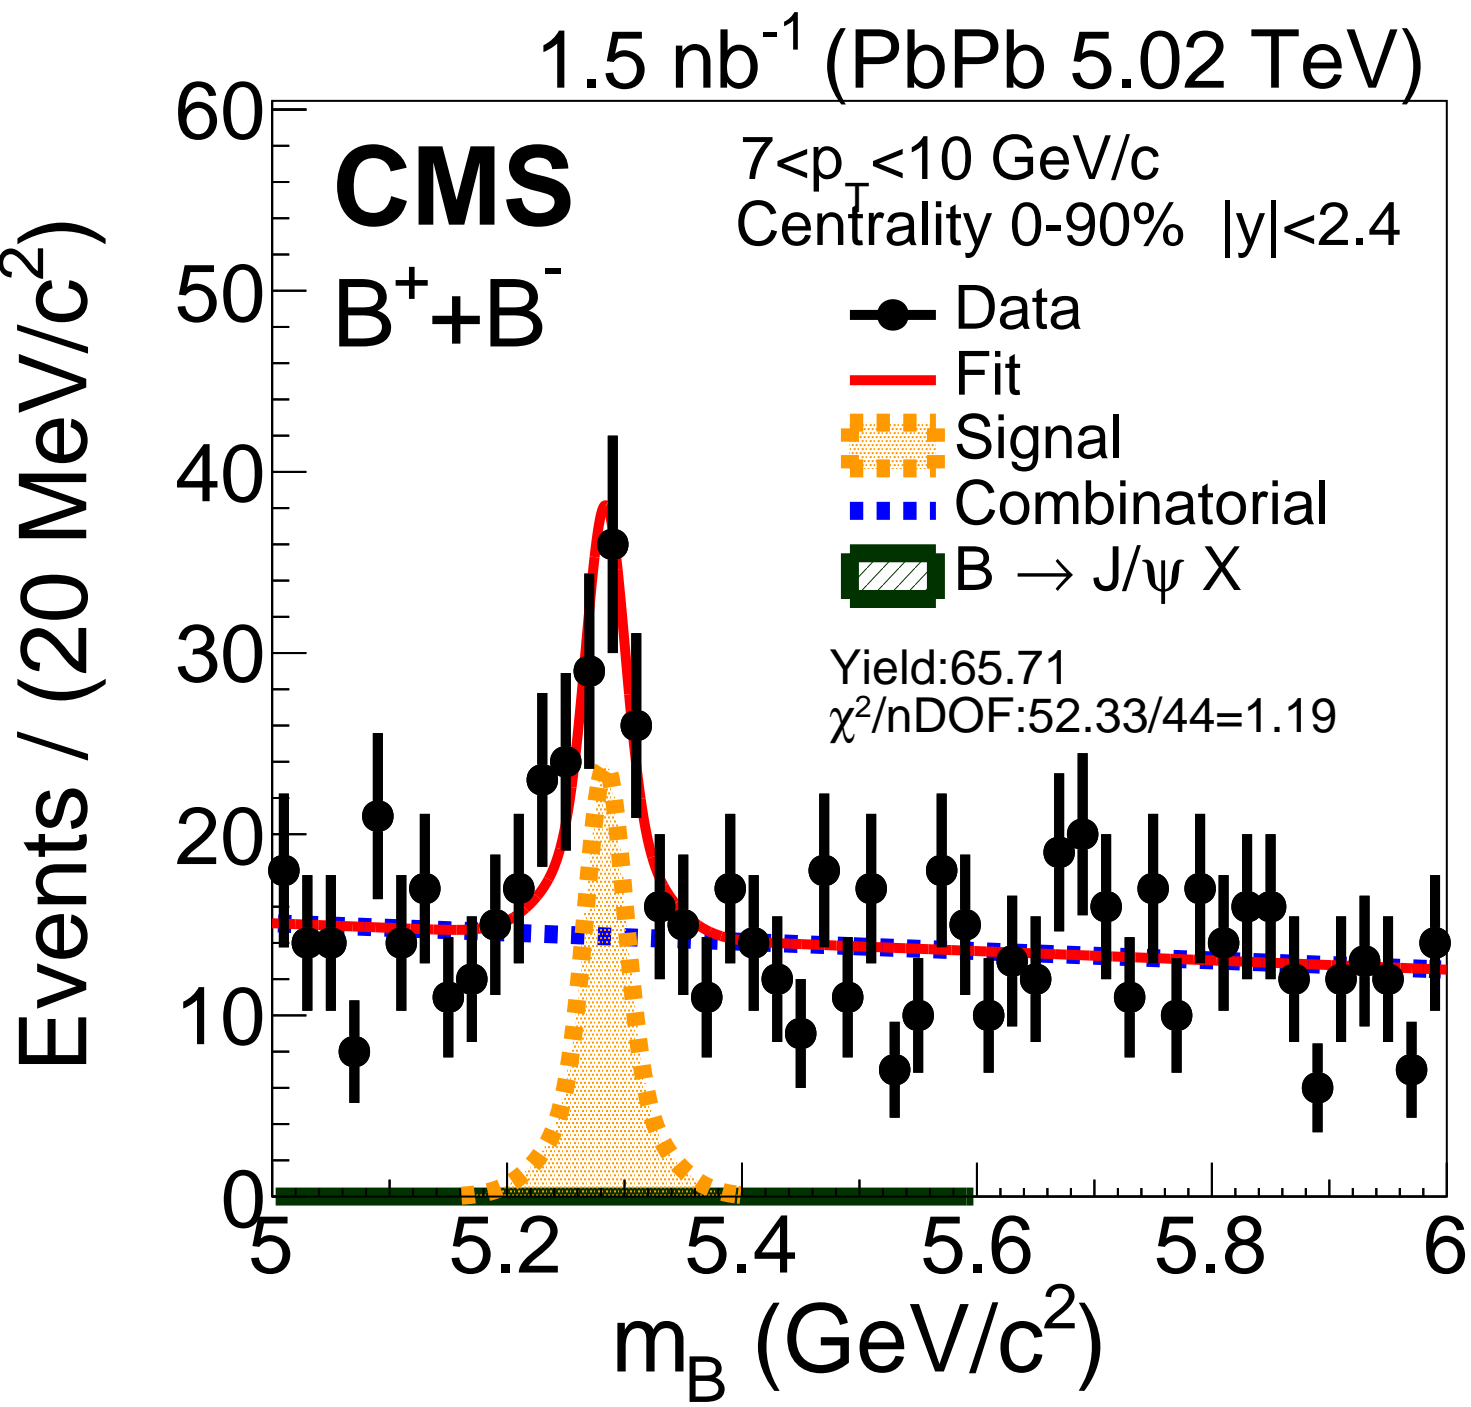 1.5 nb⁻¹ (PbPb 5.02 TeV)
CMS
B⁺+B⁻
7<p_T<10 GeV/c
Centrality 0-90% |y|<2.4
Data
Fit
Signal
Combinatorial
B → J/ψ X
Yield:65.71
χ²/nDOF:52.33/44=1.19
Events / (20 MeV/c²)
60
50
40
30
20
10
0
5 5.2 5.4 5.6 5.8 6
m_B (GeV/c²)